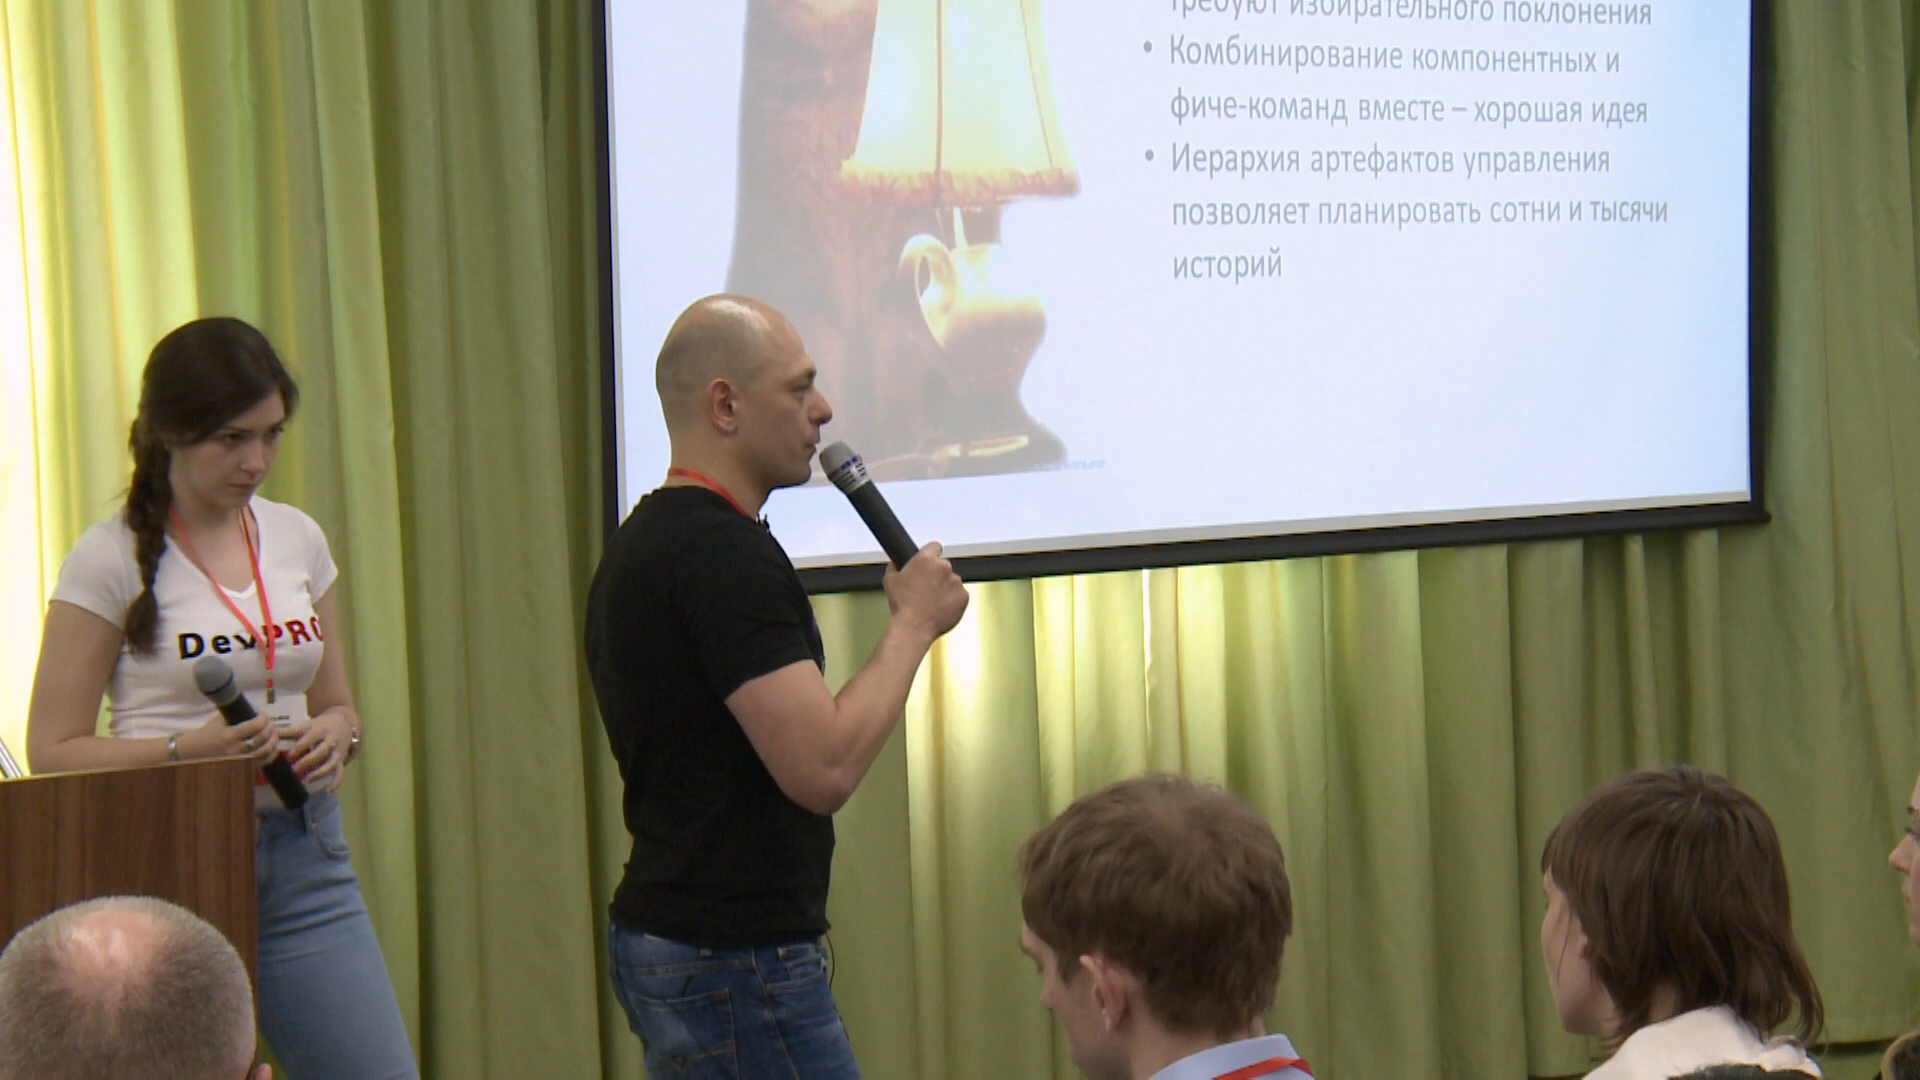 требуют избирательного поклонения
• Комбинирование компонентных и
фиче-команд вместе – хорошая идея
• Иерархия артефактов управления
позволяет планировать сотни и тысячи
историй
DevPRO